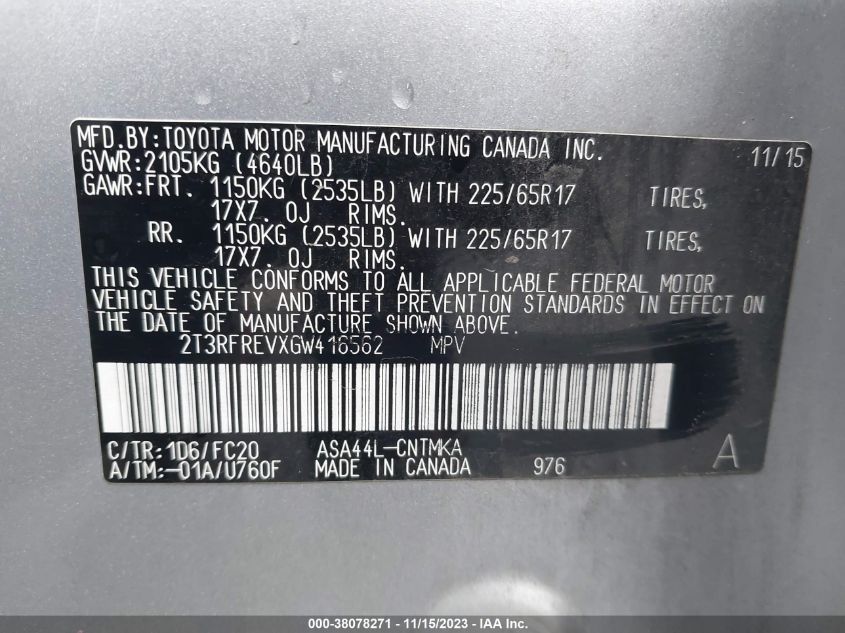 MFD.BY:TOYOTA MOTOR MANUFACTURING CANADA INC. 11/15
GVWR:2105KG (4640LB)
GAWR:FRT. 1150KG (2535LB) WITH 225/65R17 TIRES,
17X7.0J RIMS.
RR. 1150KG (2535LB) WITH 225/65R17 TIRES,
17X7.0J RIMS.
THIS VEHICLE CONFORMS TO ALL APPLICABLE FEDERAL MOTOR
VEHICLE SAFETY AND THEFT PREVENTION STANDARDS IN EFFECT ON
THE DATE OF MANUFACTURE SHOWN ABOVE.
2T3RFREVXGW416562 MPV
C/TR:1D6/FC20 ASA44L-CNTMKA
A/TM:-01A/U760F MADE IN CANADA 976 A
000-38078271 - 11/15/2023 - IAA Inc.